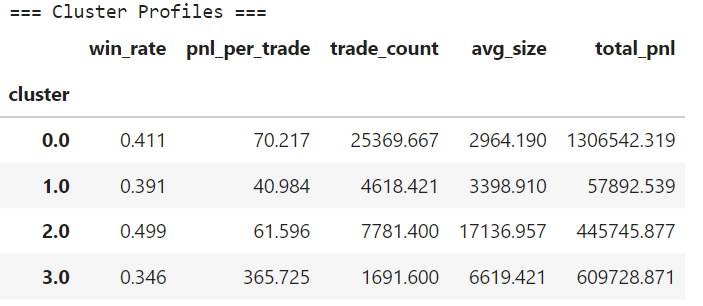 === Cluster Profiles ===
win_rate pnl_per_trade trade_count avg_size total_pnl
cluster
0.0 0.411 70.217 25369.667 2964.190 1306542.319
1.0 0.391 40.984 4618.421 3398.910 57892.539
2.0 0.499 61.596 7781.400 17136.957 445745.877
3.0 0.346 365.725 1691.600 6619.421 609728.871